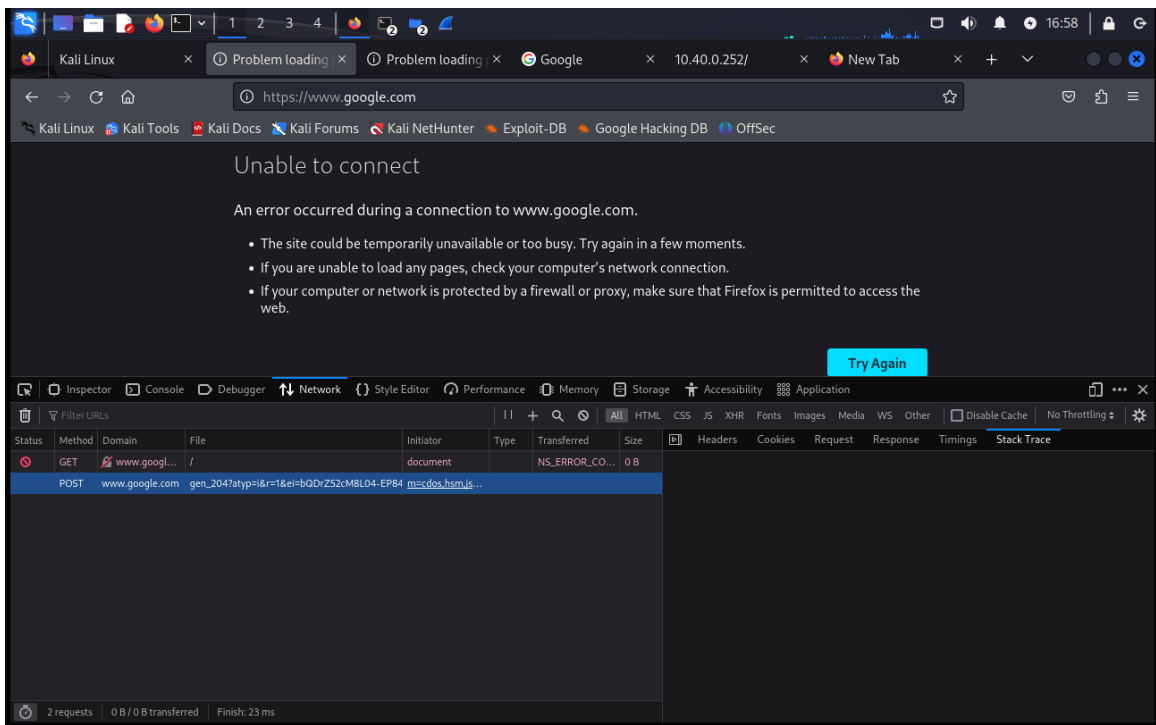 1 2 3 4 2 2 16:58
Kali Linux Problem loading p Problem loading p Google 10.40.0.252/ New Tab
https://www.google.com
Kali Linux Kali Tools Kali Docs Kali Forums Kali NetHunter Exploit-DB Google Hacking DB OffSec
Unable to connect
An error occurred during a connection to www.google.com.
• The site could be temporarily unavailable or too busy. Try again in a few moments.
• If you are unable to load any pages, check your computer's network connection.
• If your computer or network is protected by a firewall or proxy, make sure that Firefox is permitted to access the
web.
Try Again
Inspector Console Debugger Network Style Editor Performance Memory Storage Accessibility Application
Filter URLs All HTML CSS JS XHR Fonts Images Media WS Other Disable Cache No Throttling
Status Method Domain File Initiator Type Transferred Size Headers Cookies Request Response Timings Stack Trace
GET www.googl... / document NS_ERROR_CO... 0 B
POST www.google.com gen_204?atyp=i&r=1&ei=bQDrZ52cM8L04-EP84 m=cdos,hsm,js...
2 requests 0 B / 0 B transferred Finish: 23 ms